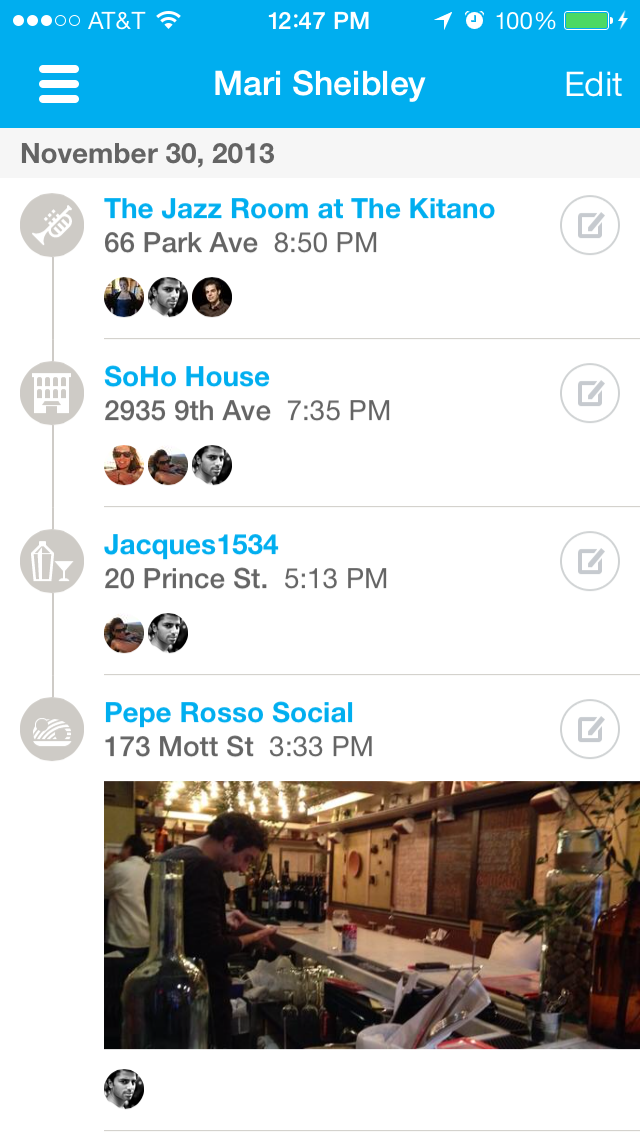 AT&T 12:47 PM 100%
Mari Sheibley Edit
November 30, 2013
The Jazz Room at The Kitano
66 Park Ave 8:50 PM
SoHo House
2935 9th Ave 7:35 PM
Jacques1534
20 Prince St. 5:13 PM
Pepe Rosso Social
173 Mott St 3:33 PM